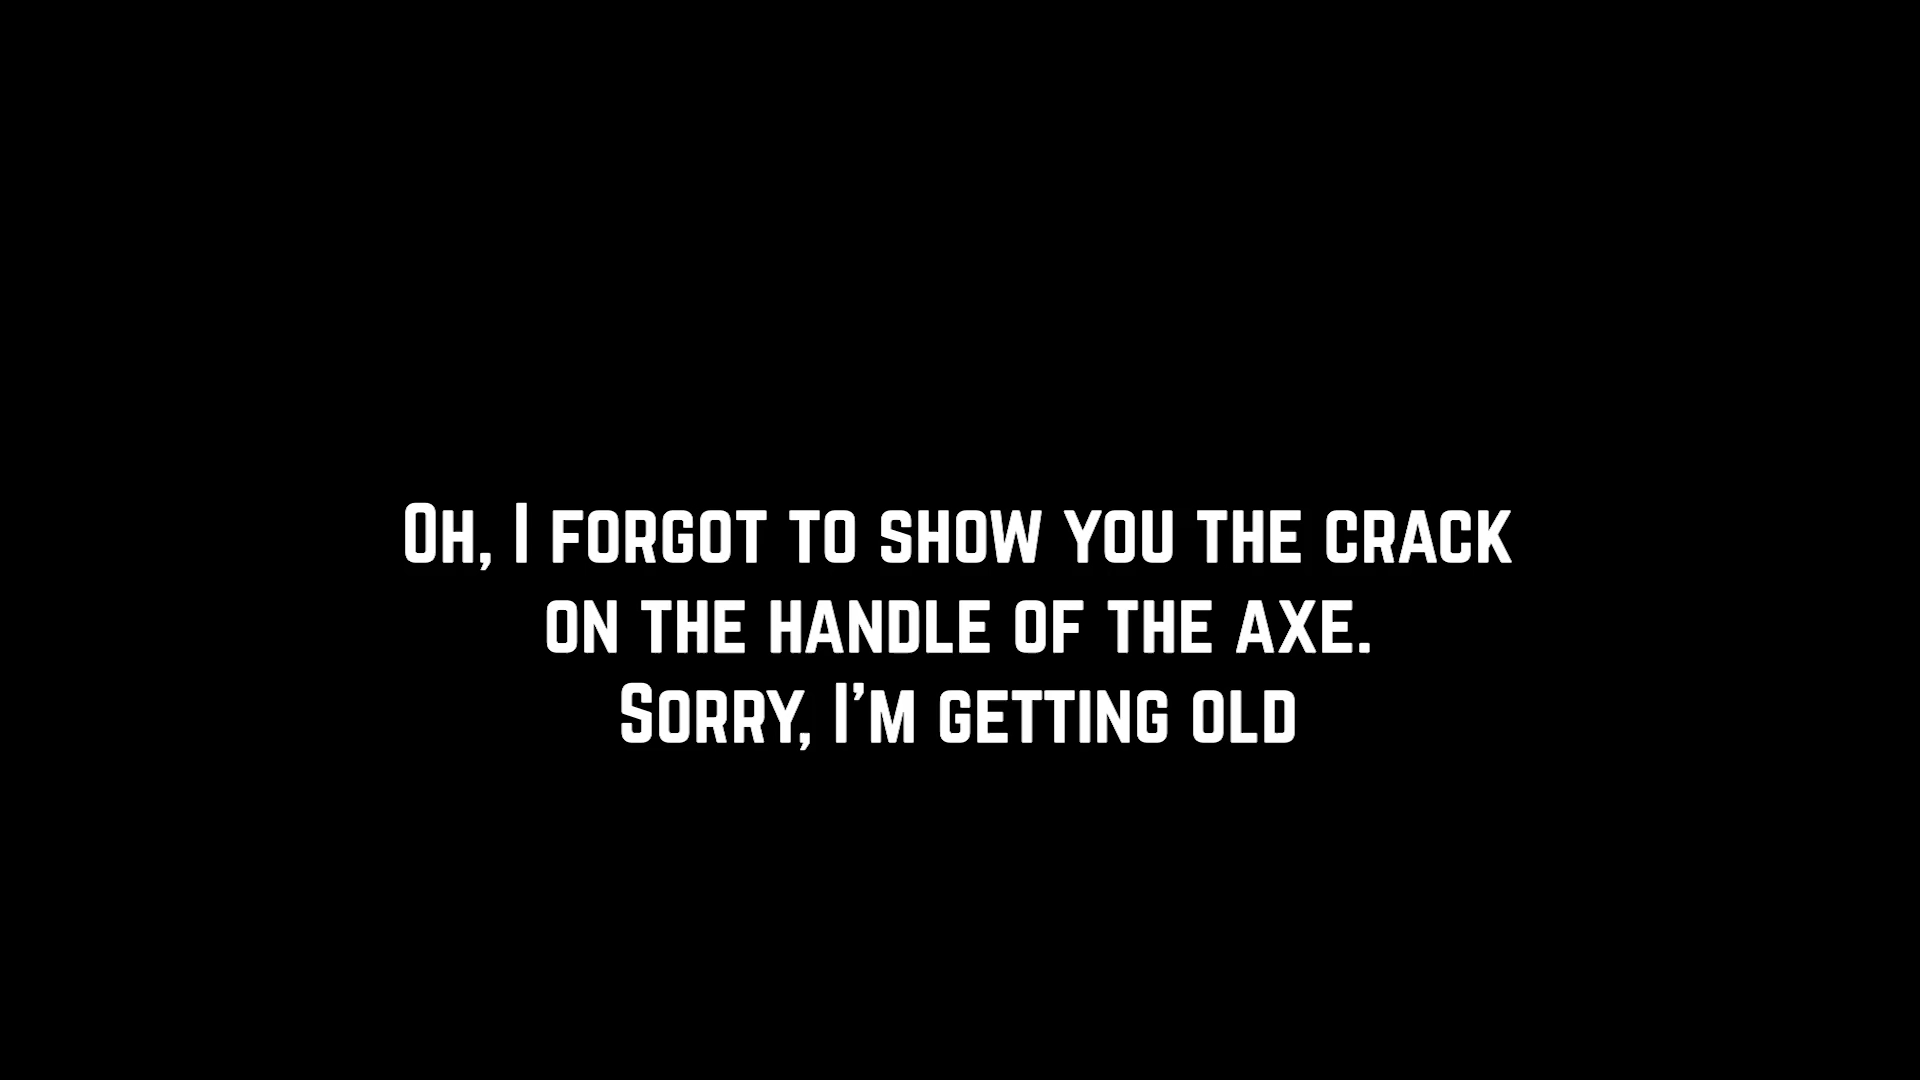 Oh, I forgot to show you the crack
on the handle of the axe.
Sorry, I'm getting old